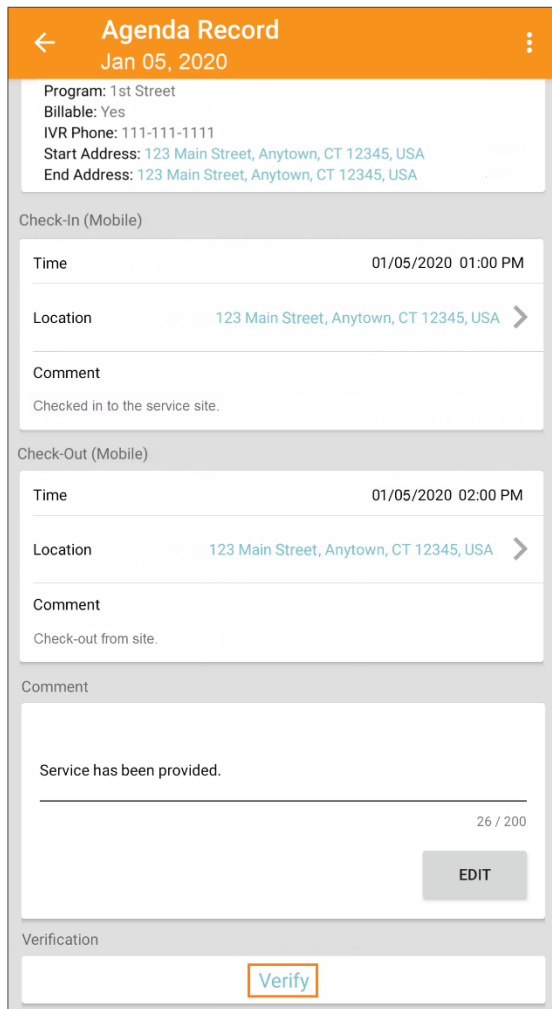 Agenda Record
Jan 05, 2020
Program: 1st Street
Billable: Yes
IVR Phone: 111-111-1111
Start Address: 123 Main Street, Anytown, CT 12345, USA
End Address: 123 Main Street, Anytown, CT 12345, USA
Check-In (Mobile)
Time 01/05/2020 01:00 PM
Location 123 Main Street, Anytown, CT 12345, USA
Comment
Checked in to the service site.
Check-Out (Mobile)
Time 01/05/2020 02:00 PM
Location 123 Main Street, Anytown, CT 12345, USA
Comment
Check-out from site.
Comment
Service has been provided.
26 / 200
EDIT
Verification
Verify